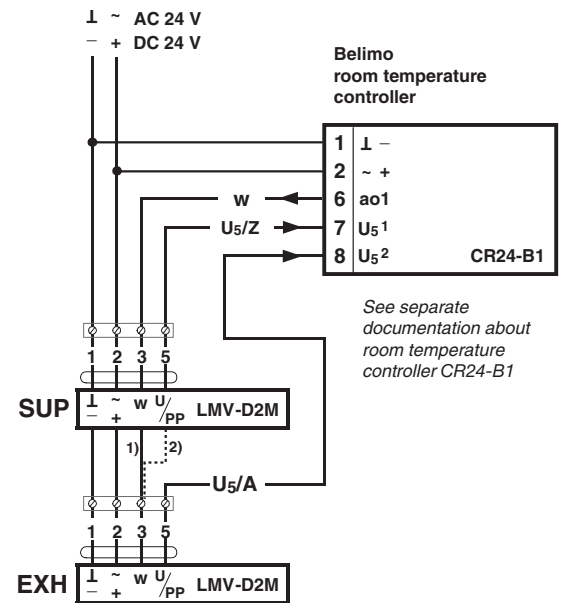 ⊥ ~ AC 24 V
– + DC 24 V
Belimo
room temperature
controller
1 ⊥ –
2 ~ +
6 ao1
7 U5 1
8 U5 2 CR24-B1
w
U5/Z
See separate
documentation about
room temperature
controller CR24-B1
1 2 3 5
SUP ⊥ ~ w U/PP LMV-D2M
– +
1) 2)
U5/A
1 2 3 5
EXH ⊥ ~ w U/PP LMV-D2M
– +